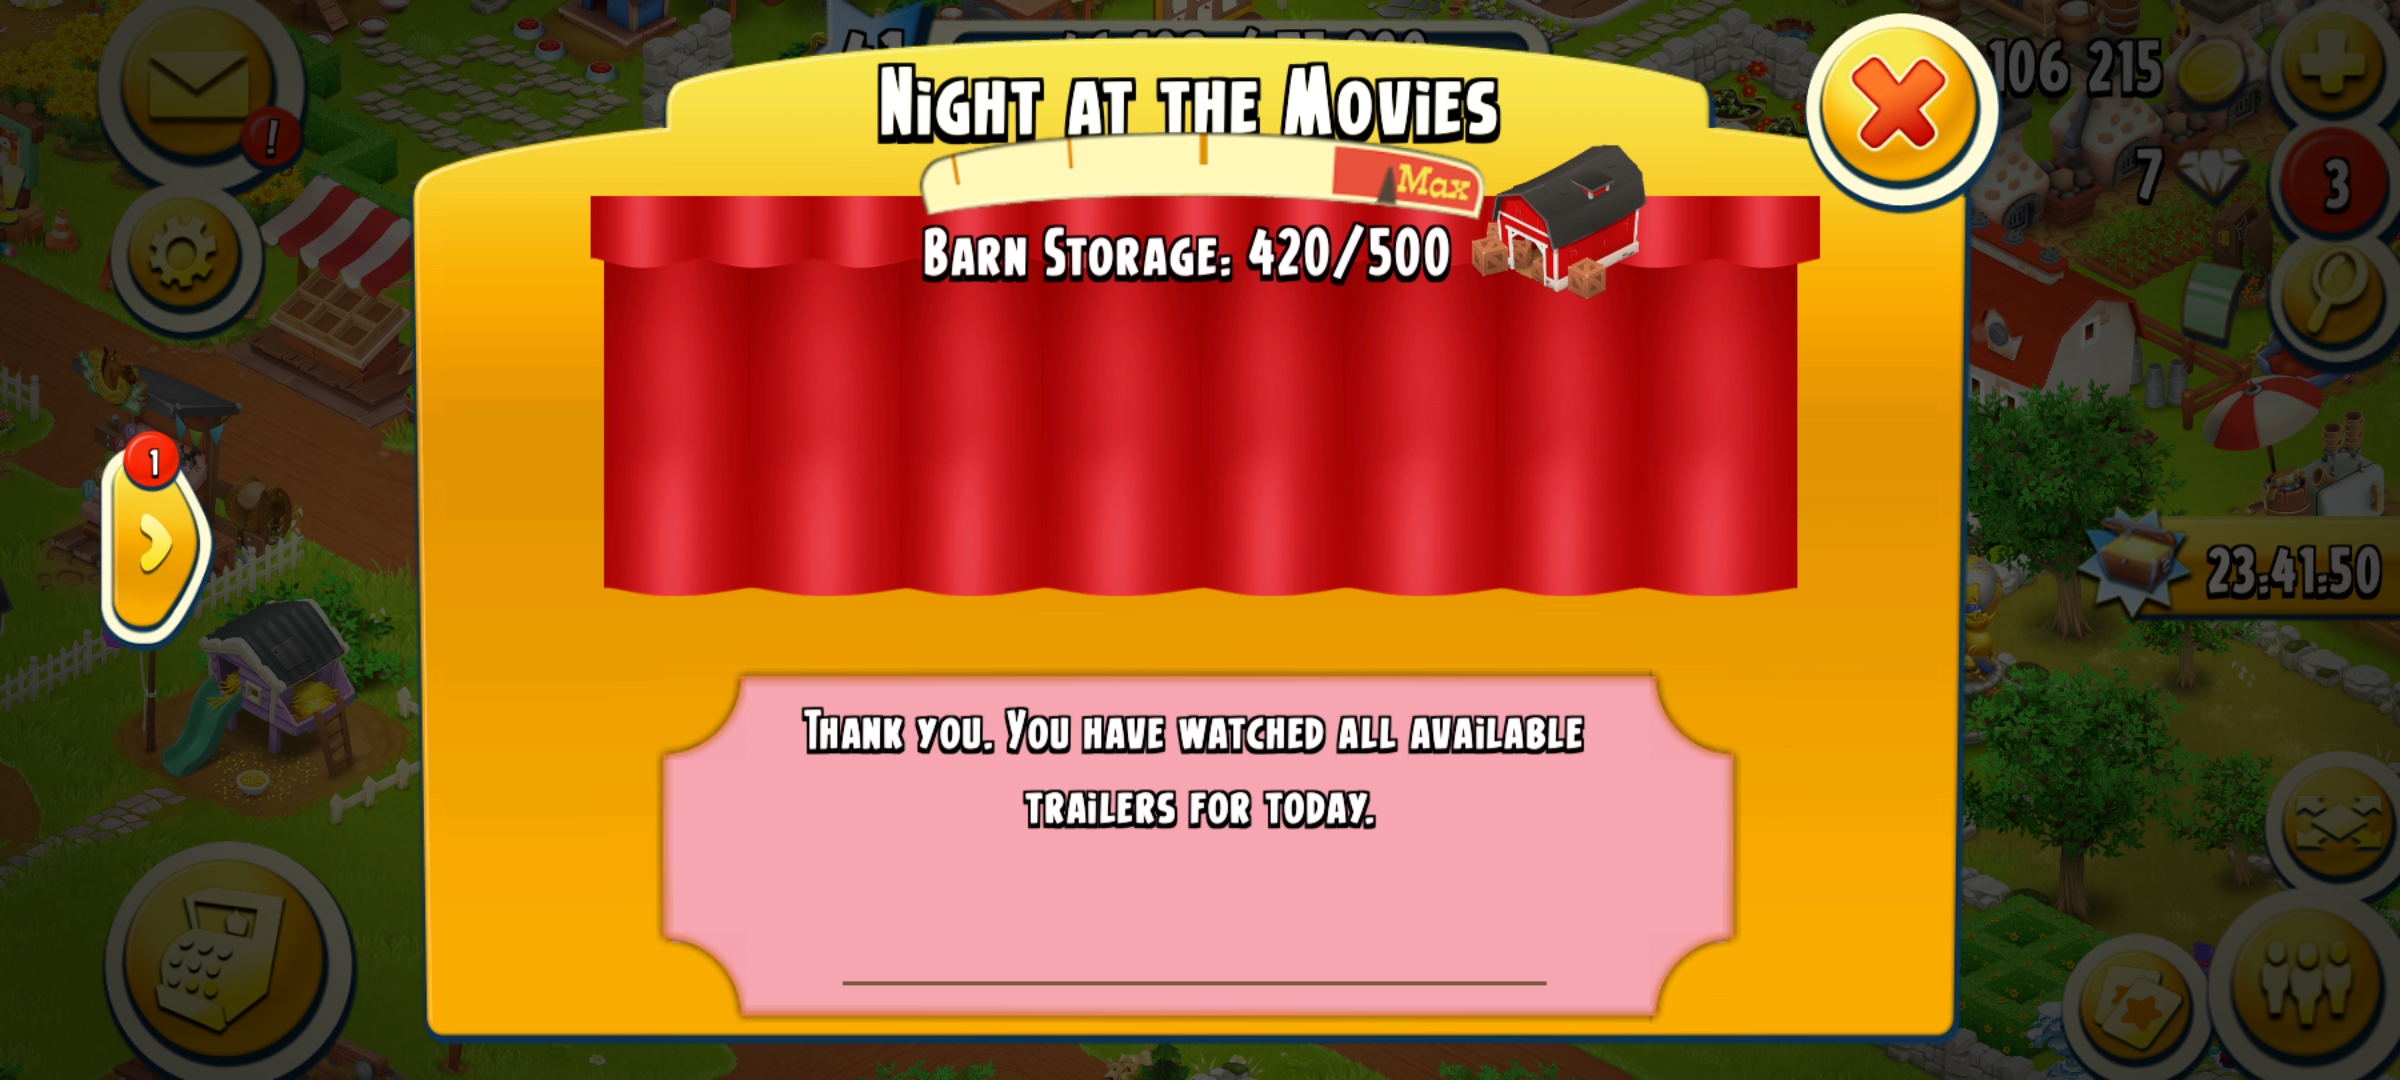 Night at the Movies
106 215
!
Max
7
3
Barn Storage: 420/500
1
23:41:50
Thank you. You have watched all available
trailers for today.